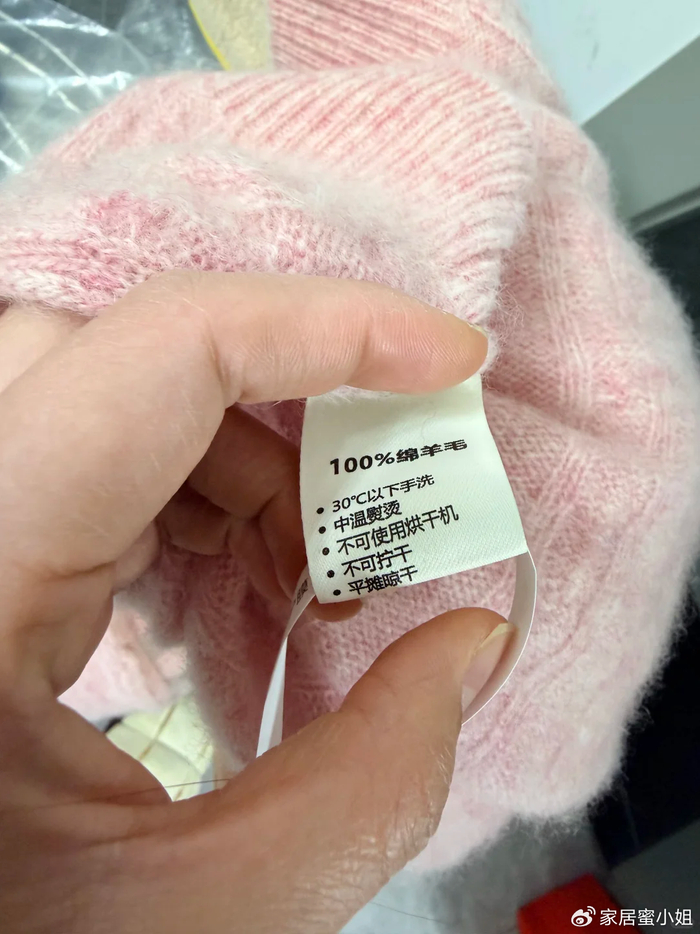 100%绵羊毛
• 30℃以下手洗
• 中温熨烫
• 不可使用烘干机
• 不可拧干
• 平摊晾干
家居蜜小姐